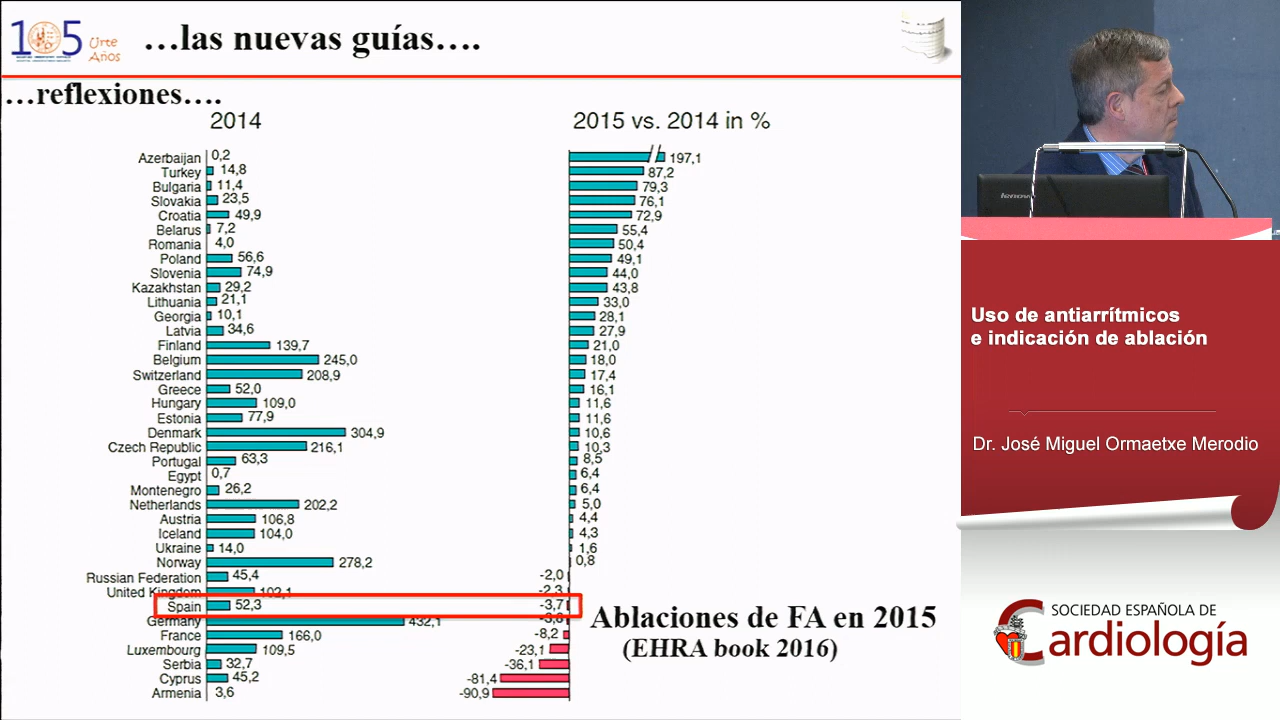 105 Urte Años
…las nuevas guías….
…reflexiones….
2014
2015 vs. 2014 in %
Azerbaijan 0,2 197,1
Turkey 14,8 87,2
Bulgaria 11,4 79,3
Slovakia 23,5 76,1
Croatia 49,9 72,9
Belarus 7,2 55,4
Romania 4,0 50,4
Poland 56,6 49,1
Slovenia 74,9 44,0
Kazakhstan 29,2 43,8
Lithuania 21,1 33,0
Georgia 10,1 28,1
Latvia 34,6 27,9
Finland 139,7 21,0
Belgium 245,0 18,0
Switzerland 208,9 17,4
Greece 52,0 16,1
Hungary 109,0 11,6
Estonia 77,9 11,6
Denmark 304,9 10,6
Czech Republic 216,1 10,3
Portugal 63,3 8,5
Egypt 0,7 6,4
Montenegro 26,2 6,4
Netherlands 202,2 5,0
Austria 106,8 4,4
Iceland 104,0 4,3
Ukraine 14,0 1,6
Norway 278,2 0,8
Russian Federation 45,4 -2,0
United Kingdom 102,1 -2,3
Spain 52,3 -3,7
Germany 432,1 -3,8
France 166,0 -8,2
Luxembourg 109,5 -23,1
Serbia 32,7 -36,1
Cyprus 45,2 -81,4
Armenia 3,6 -90,9
Ablaciones de FA en 2015
(EHRA book 2016)
lenovo
Uso de antiarrítmicos
e indicación de ablación
Dr. José Miguel Ormaetxe Merodio
SOCIEDAD ESPAÑOLA DE
Cardiología